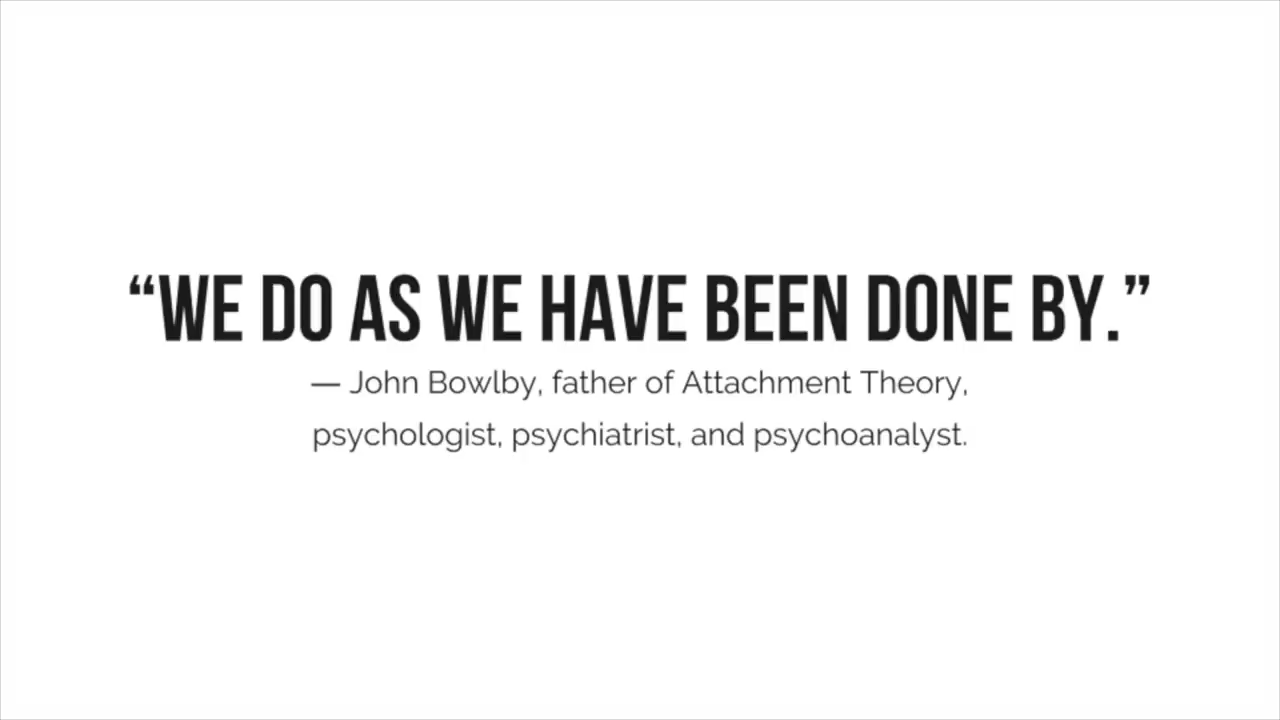 “WE DO AS WE HAVE BEEN DONE BY.”
— John Bowlby, father of Attachment Theory,
psychologist, psychiatrist, and psychoanalyst.